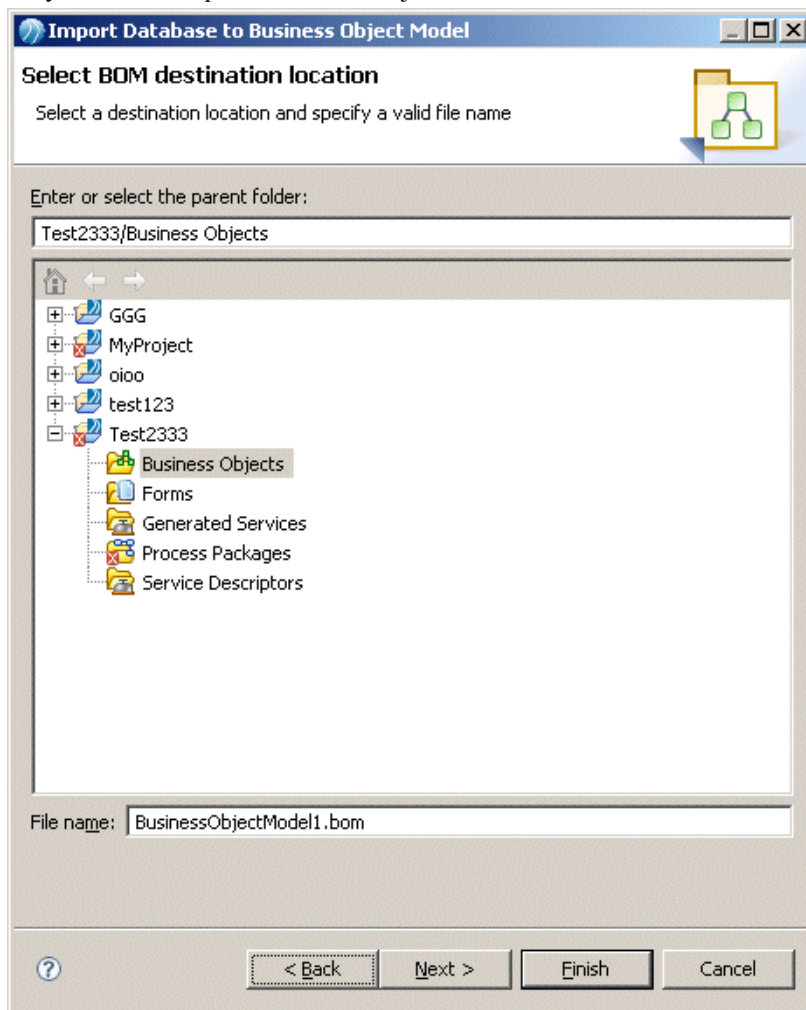 Import Database to Business Object Model
Select BOM destination location
Select a destination location and specify a valid file name
Enter or select the parent folder:
Test2333/Business Objects
GGG
MyProject
oioo
test123
Test2333
Business Objects
Forms
Generated Services
Process Packages
Service Descriptors
File name: BusinessObjectModel1.bom
< Back Next > Finish Cancel